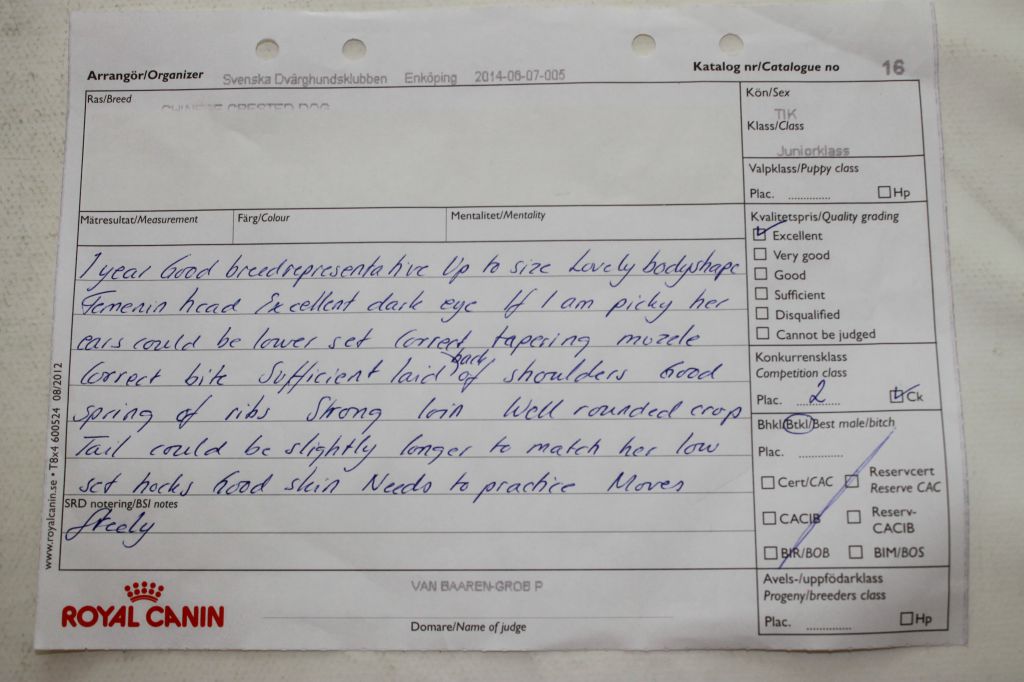 Arrangör/Organizer Svenska Dvärghundsklubben Enköping 2014-06-07-005
Katalog nr/Catalogue no 16
Ras/Breed CHINESE CRESTED DOG
Kön/Sex
TIK
Klass/Class
Juniorklass
Valpklass/Puppy class
Plac. .............. Hp
Mätresultat/Measurement Färg/Colour Mentalitet/Mentality
1 year Good breedrepresentative Up to size Lovely bodyshape
Femenin head Excellent dark eye If I am picky her
ears could be lower set Correct tapering muzzle
Correct bite Sufficient laid back of shoulders Good
spring of ribs Strong loin Well rounded crop
Tail could be slightly longer to match her low
set hocks Good skin Needs to practice Moves
SRD notering/BSI notes
freely
Kvalitetspris/Quality grading
Excellent
Very good
Good
Sufficient
Disqualified
Cannot be judged
Konkurrensklass
Competition class
Plac. 2 Ck
Bhkl/Btkl/Best male/bitch
Plac. ..............
Cert/CAC Reservcert
Reserve CAC
CACIB Reserv-
CACIB
BIR/BOB BIM/BOS
Avels-/uppfödarklass
Progeny/breeders class
Plac. .............. Hp
www.royalcanin.se • T8x4 600524 08/2012
ROYAL CANIN
VAN BAAREN-GROB P
Domare/Name of judge